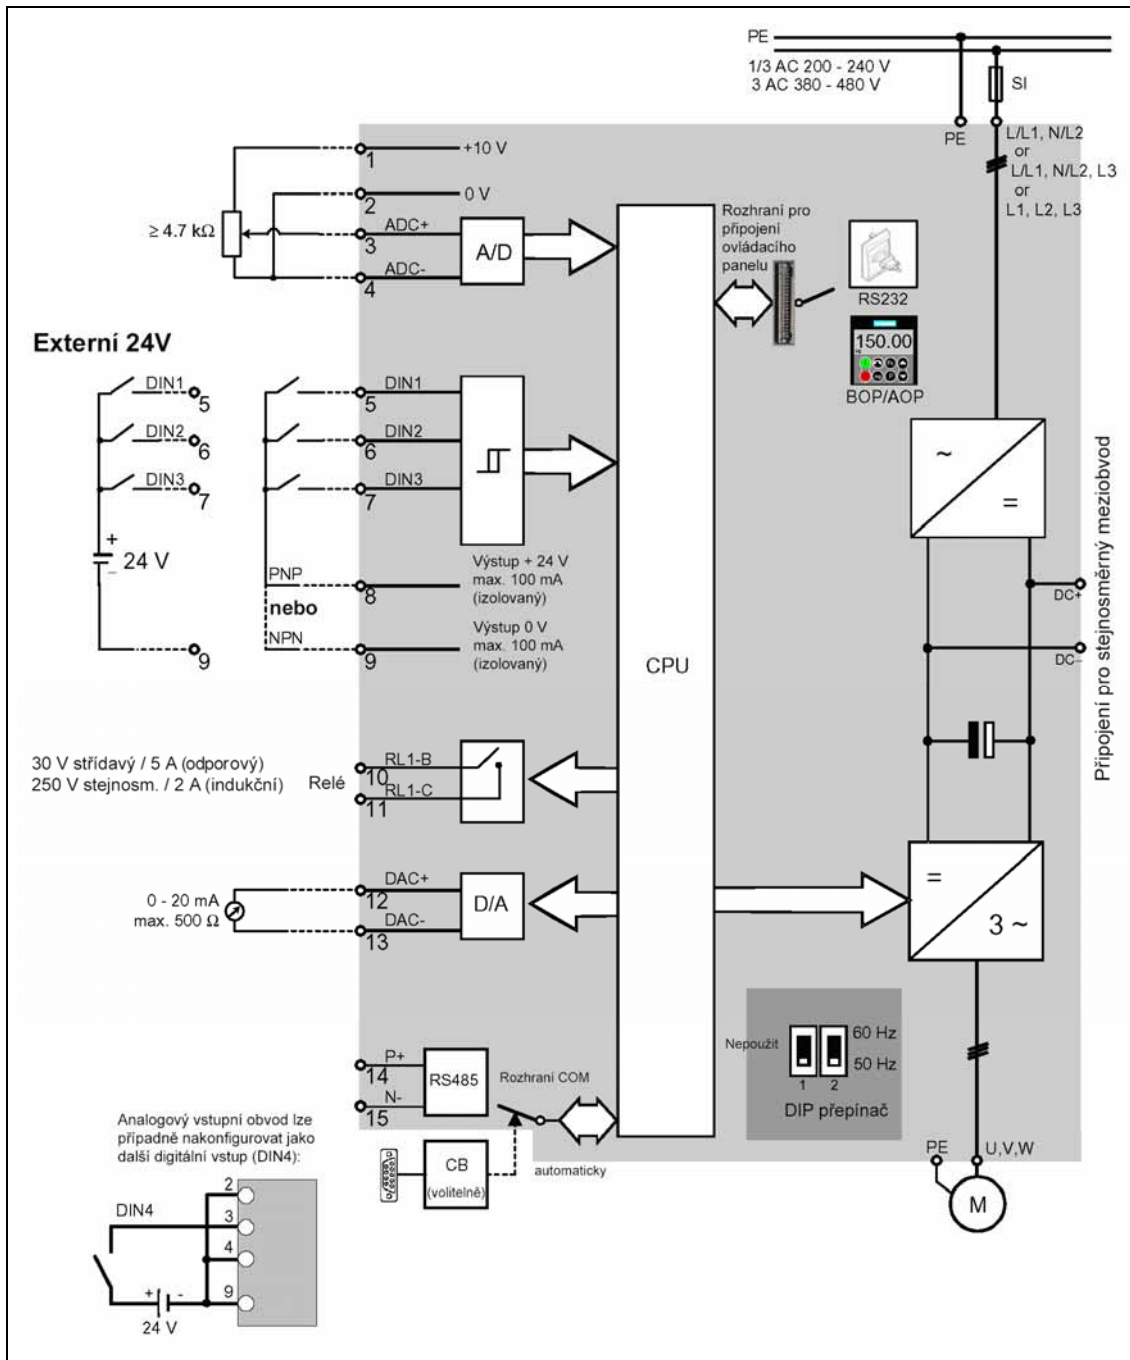 PE
1/3 AC 200 - 240 V
3 AC 380 - 480 V
SI
PE
L/L1, N/L2
or
L/L1, N/L2, L3
or
L1, L2, L3
1
+10 V
2
0 V
≥ 4.7 kΩ
3
ADC+
4
ADC-
A/D
Rozhraní pro
připojení
ovládacího
panelu
RS232
150.00
BOP/AOP
Externí 24V
DIN1
5
DIN2
6
DIN3
7
+
–
24 V
9
DIN1
5
DIN2
6
DIN3
7
PNP
8
nebo
NPN
9
Výstup + 24 V
max. 100 mA
(izolovaný)
Výstup 0 V
max. 100 mA
(izolovaný)
CPU
~
=
DC+
DC–
Připojení pro stejnosměrný meziobvod
30 V střídavý / 5 A (odporový)
250 V stejnosm. / 2 A (indukční)
Relé
RL1-B
10
RL1-C
11
0 - 20 mA
max. 500 Ω
DAC+
12
DAC-
13
D/A
=
3 ~
P+
14
N-
15
RS485
Rozhraní COM
CB
(volitelně)
automaticky
Nepoužit
60 Hz
50 Hz
1
2
DIP přepínač
PE
U,V,W
M
Analogový vstupní obvod lze
případně nakonfigurovat jako
další digitální vstup (DIN4):
DIN4
2
3
4
9
+
-
24 V